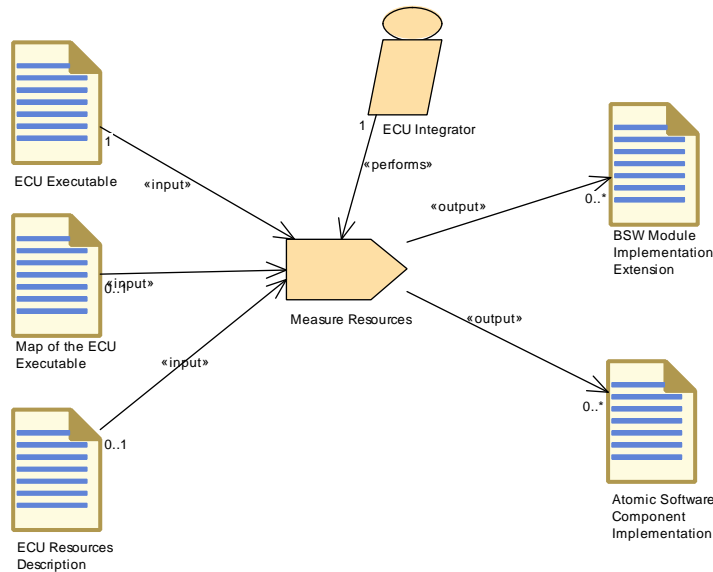 ECU Integrator
1
«performs»
ECU Executable
1
«input»
Map of the ECU
Executable
0..1
«input»
ECU Resources
Description
0..1
«input»
Measure Resources
«output»
0..*
BSW Module
Implementation
Extension
«output»
0..*
Atomic Software
Component
Implementation